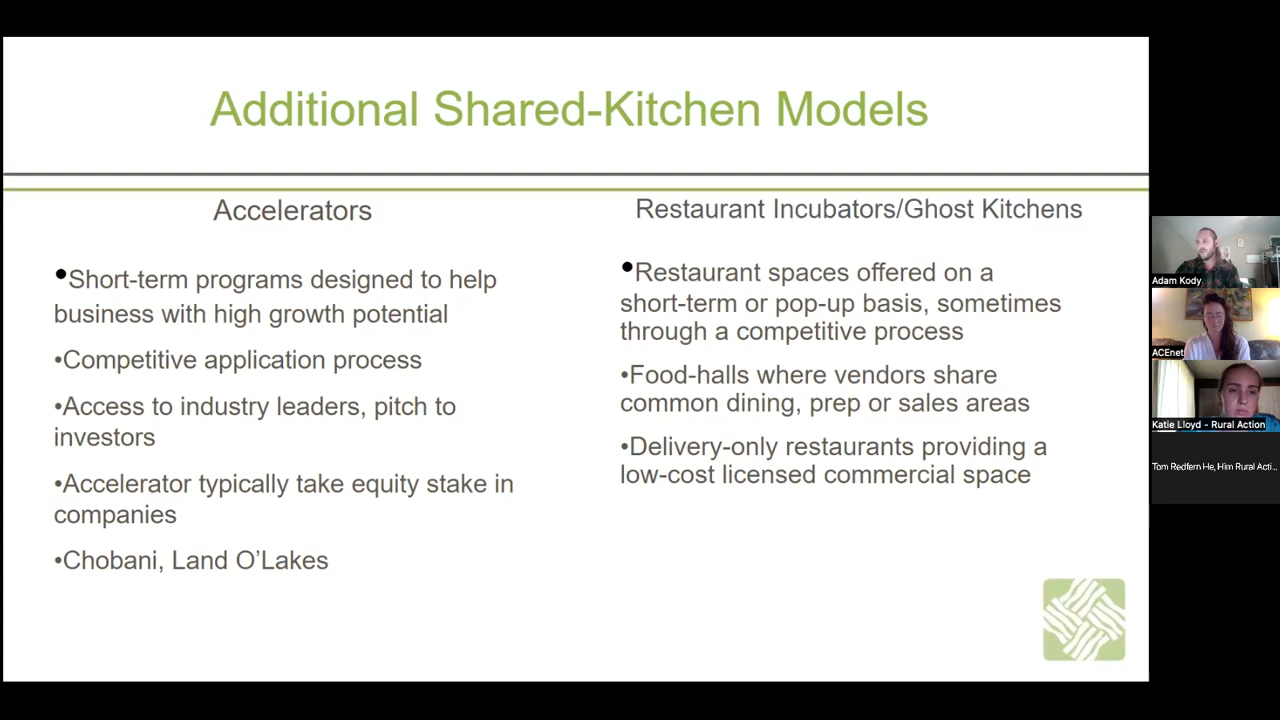 Additional Shared-Kitchen Models
Accelerators
•Short-term programs designed to help
business with high growth potential
•Competitive application process
•Access to industry leaders, pitch to
investors
•Accelerator typically take equity stake in
companies
•Chobani, Land O’Lakes
Restaurant Incubators/Ghost Kitchens
•Restaurant spaces offered on a
short-term or pop-up basis, sometimes
through a competitive process
•Food-halls where vendors share
common dining, prep or sales areas
•Delivery-only restaurants providing a
low-cost licensed commercial space
Adam Kody
ACEnet
Katie Lloyd - Rural Action
Tom Redfern He, Him Rural Acti...